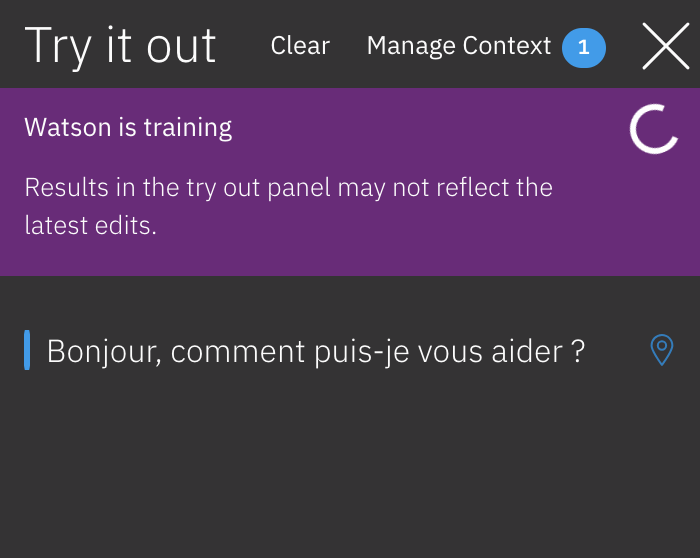 Try it out Clear Manage Context 1
Watson is training
Results in the try out panel may not reflect the
latest edits.
Bonjour, comment puis-je vous aider ?